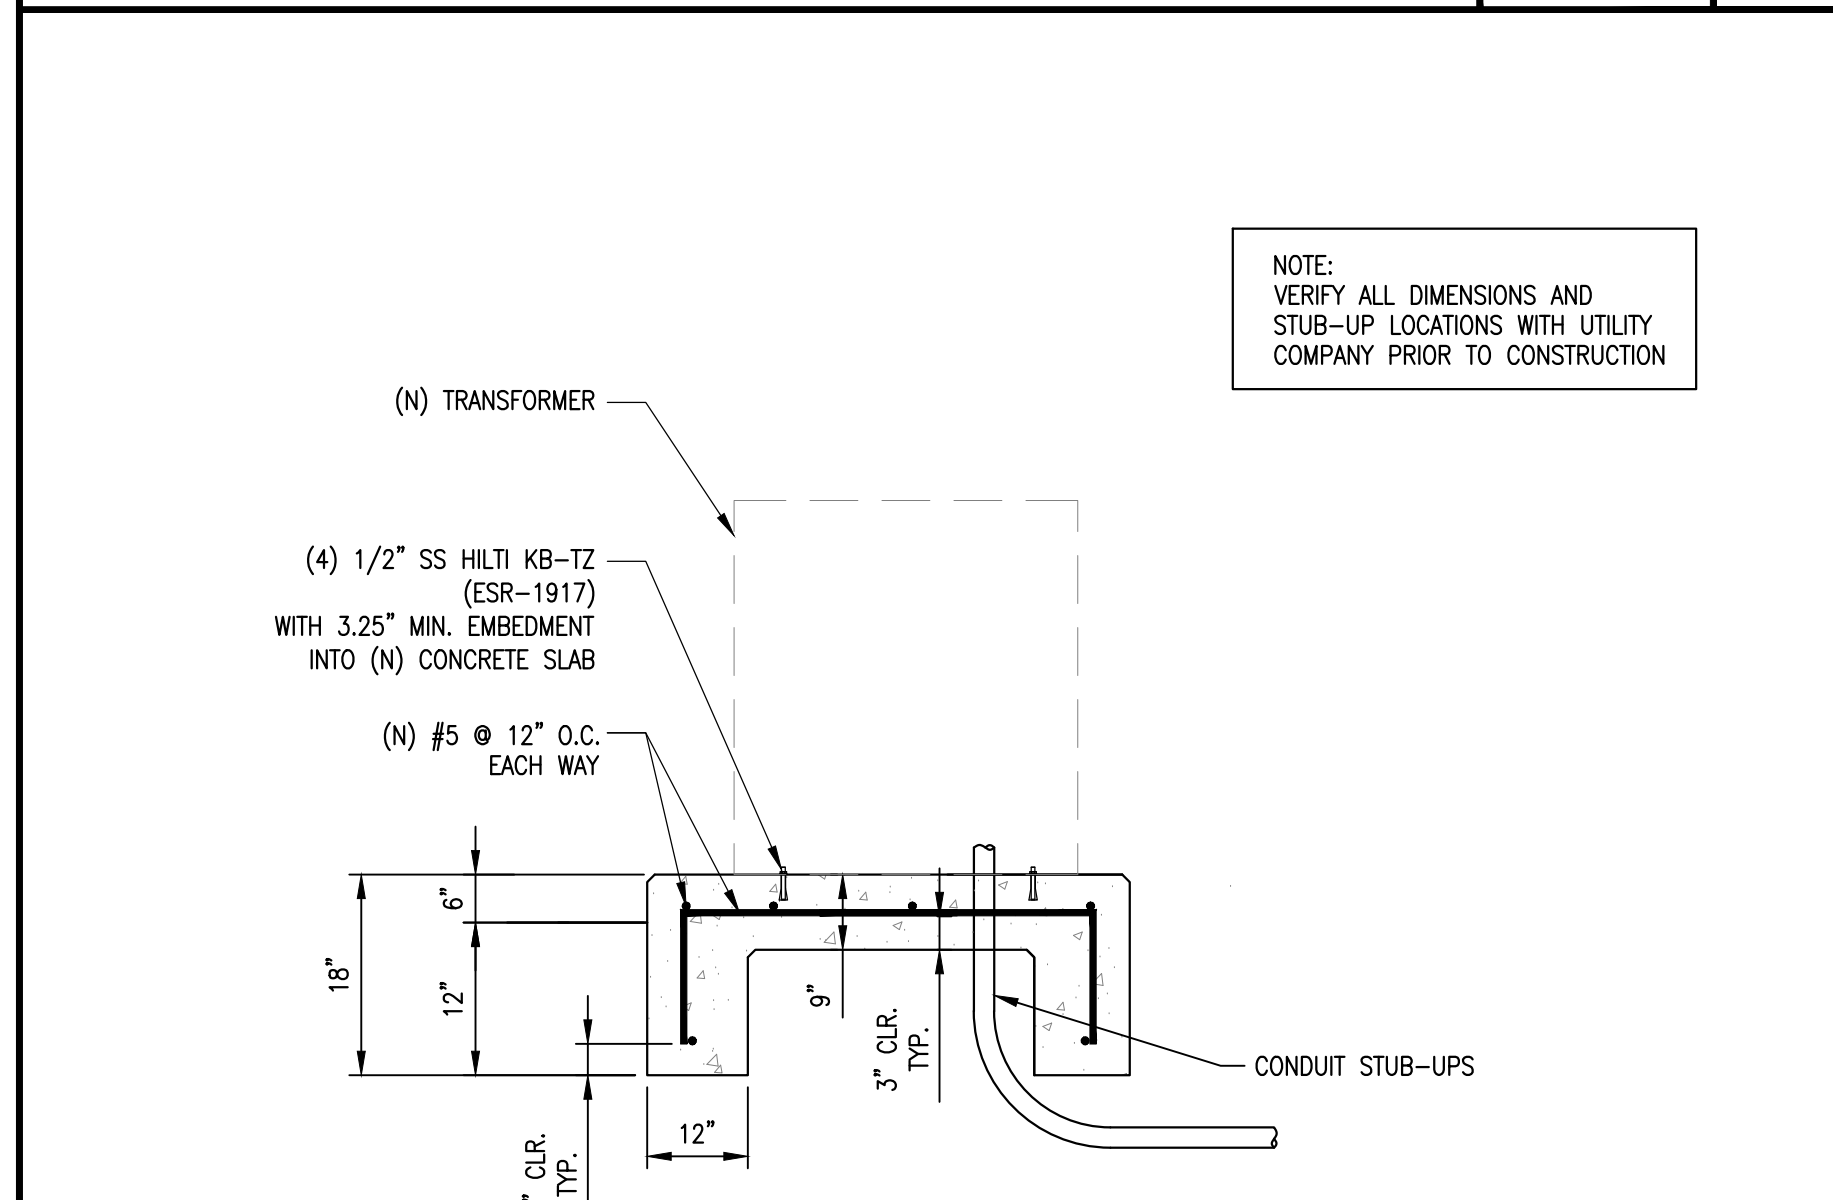 NOTE:
VERIFY ALL DIMENSIONS AND
STUB-UP LOCATIONS WITH UTILITY
COMPANY PRIOR TO CONSTRUCTION
(N) TRANSFORMER
(4) 1/2" SS HILTI KB-TZ
(ESR-1917)
WITH 3.25" MIN. EMBEDMENT
INTO (N) CONCRETE SLAB
(N) #5 @ 12" O.C.
EACH WAY
6"
18"
12"
9"
3" CLR.
TYP.
CONDUIT STUB-UPS
12"
" CLR.
TYP.